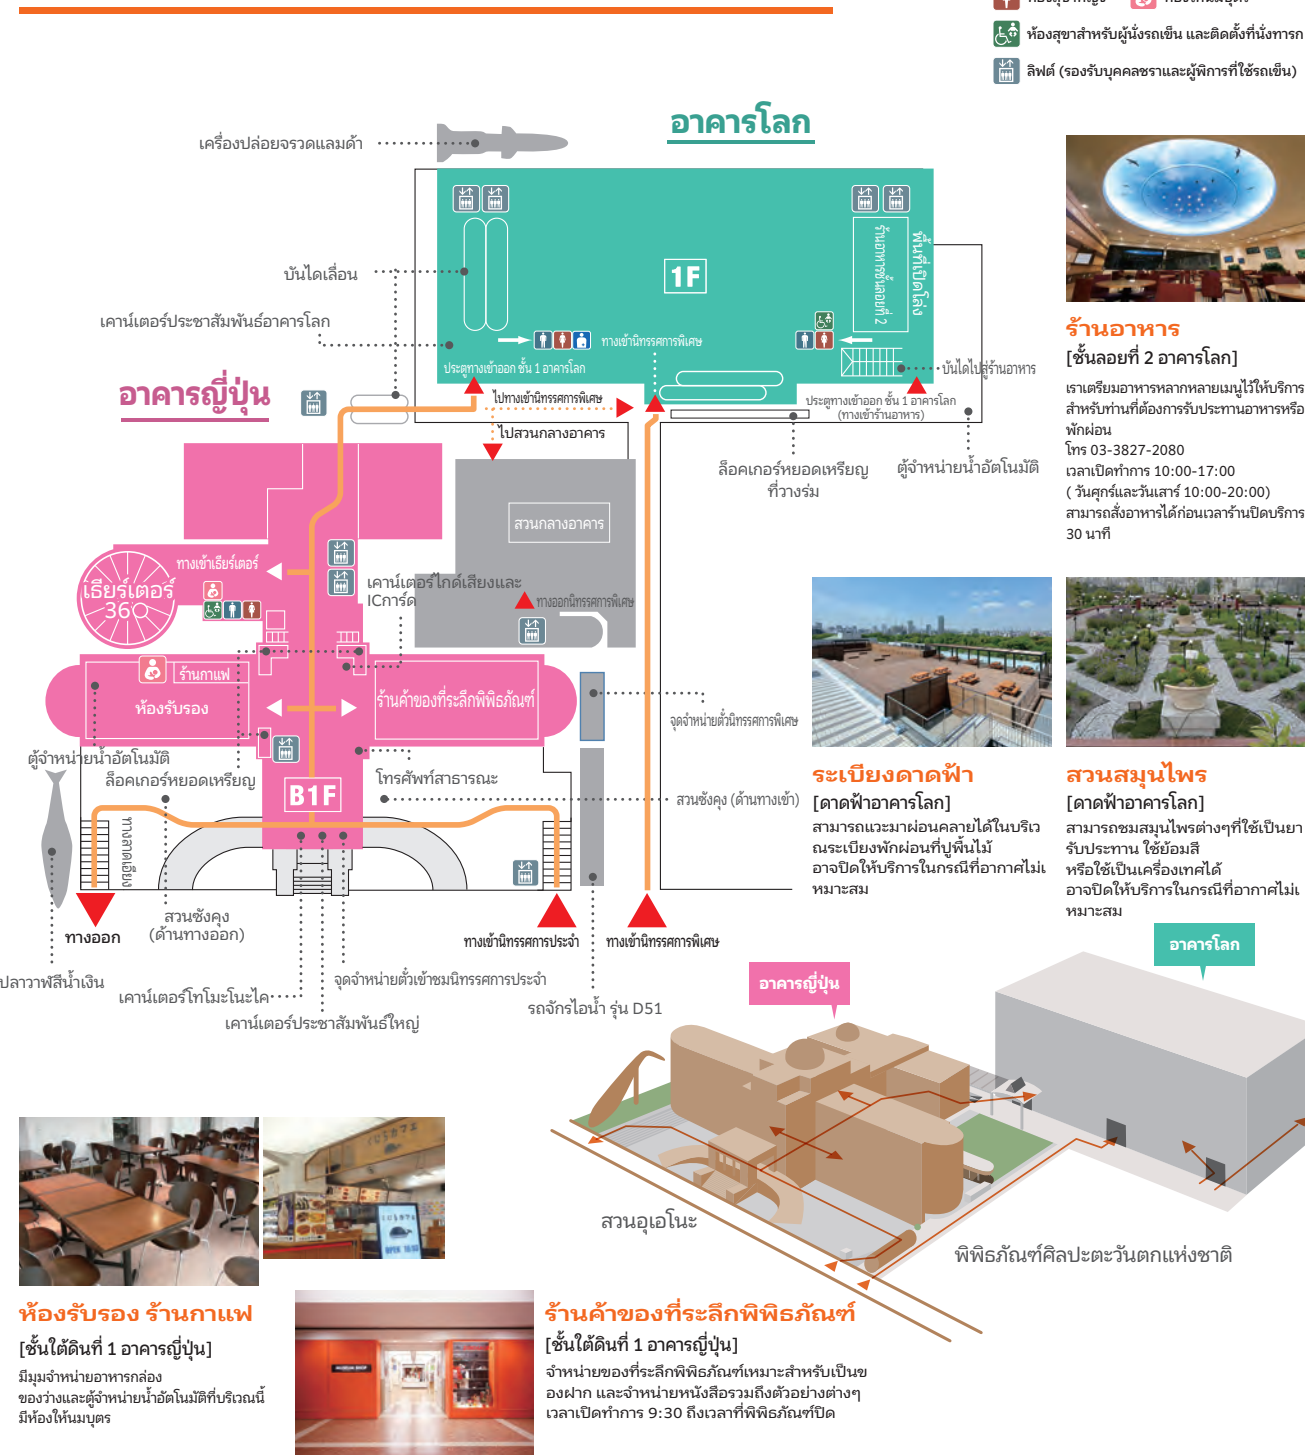 ห้องสุขาสำหรับผู้นั่งรถเข็น และติดตั้งที่นั่งทารก
ลิฟต์ (รองรับบุคคลชราและผู้พิการที่ใช้รถเข็น)
อาคารโลก
เครื่องปล่อยจรวดแลมด้า
บันไดเลื่อน
เคาน์เตอร์ประชาสัมพันธ์อาคารโลก
1F
ร้านอาหารชั้นลอยที่ 2
พื้นที่เปิดโล่ง
ทางเข้านิทรรศการพิเศษ
ประตูทางเข้าออก ชั้น 1 อาคารโลก
บันไดไปสู่ร้านอาหาร
ประตูทางเข้าออก ชั้น 1 อาคารโลก
(ทางเข้าร้านอาหาร)
อาคารญี่ปุ่น
ไปทางเข้านิทรรศการพิเศษ
ไปสวนกลางอาคาร
ล็อคเกอร์หยอดเหรียญ
ที่วางร่ม
ตู้จำหน่ายน้ำอัตโนมัติ
สวนกลางอาคาร
ทางเข้าเธียร์เตอร์
เธียร์เตอร์
36○
เคาน์เตอร์ไกด์เสียงและ
ICการ์ด
ทางออกนิทรรศการพิเศษ
ร้านกาแฟ
ห้องรับรอง
ร้านค้าของที่ระลึกพิพิธภัณฑ์
จุดจำหน่ายตั๋วนิทรรศการพิเศษ
ตู้จำหน่ายน้ำอัตโนมัติ
ล็อคเกอร์หยอดเหรียญ
โทรศัพท์สาธารณะ
B1F
สวนซังคุง (ด้านทางเข้า)
ทางลาดเอียง
สวนซังคุง
(ด้านทางออก)
ทางออก
ทางเข้านิทรรศการประจำ
ทางเข้านิทรรศการพิเศษ
ปลาวาฬสีน้ำเงิน
เคาน์เตอร์โทโมะโนะไค
จุดจำหน่ายตั๋วเข้าชมนิทรรศการประจำ
เคาน์เตอร์ประชาสัมพันธ์ใหญ่
รถจักรไอน้ำ รุ่น D51
ร้านอาหาร
[ชั้นลอยที่ 2 อาคารโลก]
เราเตรียมอาหารหลากหลายเมนูไว้ให้บริการ
สำหรับท่านที่ต้องการรับประทานอาหารหรือ
พักผ่อน
โทร 03-3827-2080
เวลาเปิดทำการ 10:00-17:00
( วันศุกร์และวันเสาร์ 10:00-20:00)
สามารถสั่งอาหารได้ก่อนเวลาร้านปิดบริการ
30 นาที
ระเบียงดาดฟ้า
[ดาดฟ้าอาคารโลก]
สามารถแวะมาผ่อนคลายได้ในบริเว
ณระเบียงพักผ่อนที่ปูพื้นไม้
อาจปิดให้บริการในกรณีที่อากาศไม่เ
หมาะสม
สวนสมุนไพร
[ดาดฟ้าอาคารโลก]
สามารถชมสมุนไพรต่างๆที่ใช้เป็นยา
รับประทาน ใช้ย้อมสี
หรือใช้เป็นเครื่องเทศได้
อาจปิดให้บริการในกรณีที่อากาศไม่เ
หมาะสม
อาคารโลก
อาคารญี่ปุ่น
สวนอุเอโนะ
พิพิธภัณฑ์ศิลปะตะวันตกแห่งชาติ
ห้องรับรอง ร้านกาแฟ
[ชั้นใต้ดินที่ 1 อาคารญี่ปุ่น]
มีมุมจำหน่ายอาหารกล่อง
ของว่างและตู้จำหน่ายน้ำอัตโนมัติที่บริเวณนี้
มีห้องให้นมบุตร
ร้านค้าของที่ระลึกพิพิธภัณฑ์
[ชั้นใต้ดินที่ 1 อาคารญี่ปุ่น]
จำหน่ายของที่ระลึกพิพิธภัณฑ์เหมาะสำหรับเป็นข
องฝาก และจำหน่ายหนังสือรวมถึงตัวอย่างต่างๆ
เวลาเปิดทำการ 9:30 ถึงเวลาที่พิพิธภัณฑ์ปิด